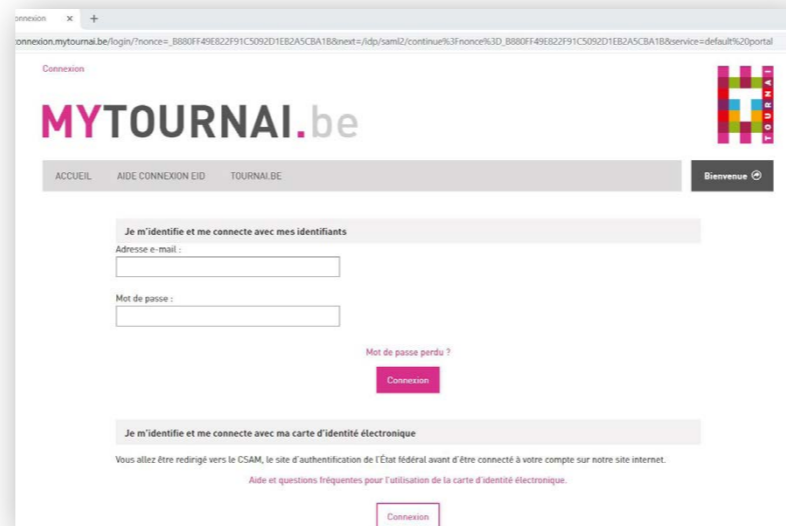 onnexion × +
onnexion.mytournai.be/login/?nonce=_B880FF49E822F91C5092D1EB2A5CBA1B&next=/idp/saml2/continue%3Fnonce%3D_B880FF49E822F91C5092D1EB2A5CBA1B&service=default%20portal
Connexion
MYTOURNAI.be
TOURNAI
ACCUEIL AIDE CONNEXION EID TOURNAI.BE Bienvenue
Je m'identifie et me connecte avec mes identifiants
Adresse e-mail :
Mot de passe :
Mot de passe perdu ?
Connexion
Je m'identifie et me connecte avec ma carte d'identité électronique
Vous allez être redirigé vers le CSAM, le site d'authentification de l'État fédéral avant d'être connecté à votre compte sur notre site internet.
Aide et questions fréquentes pour l'utilisation de la carte d'identité électronique.
Connexion